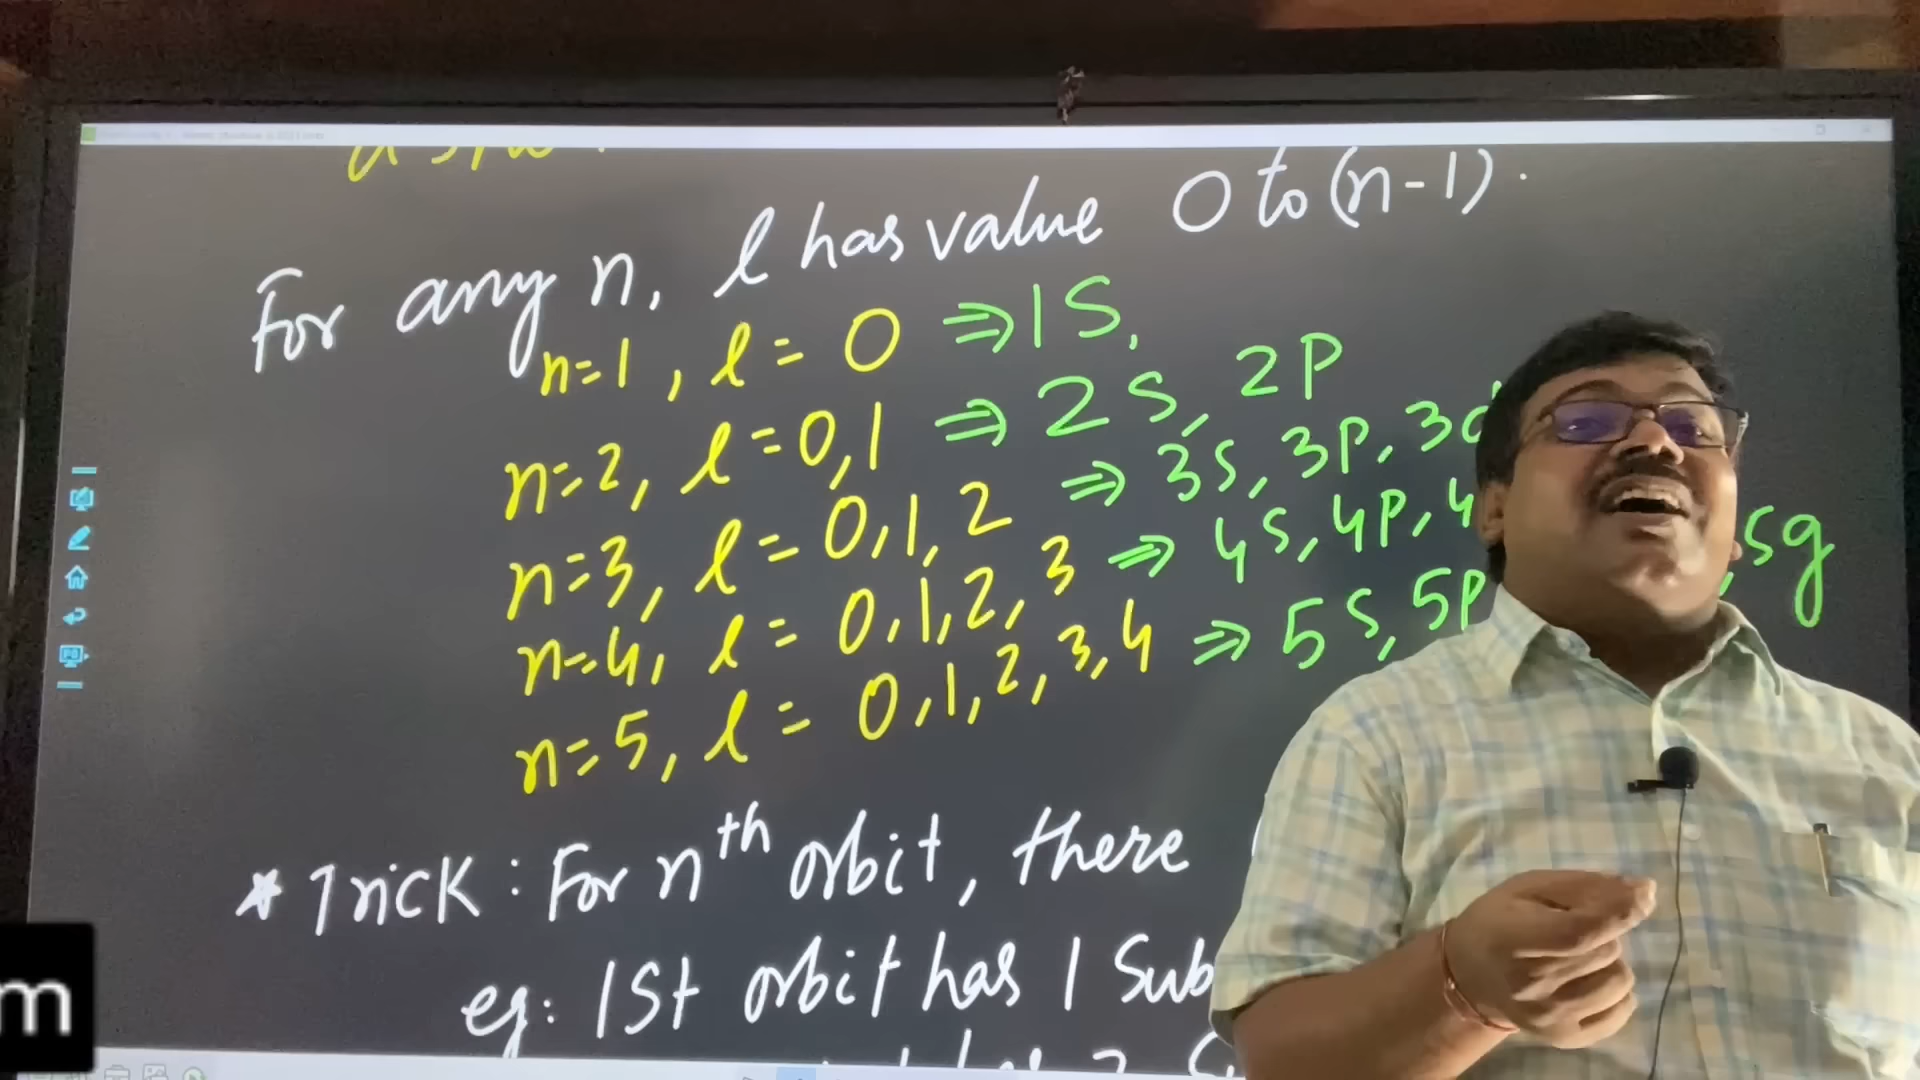 For any n, l has value 0 to (n-1).
n=1, l = 0 ⇒ 1S,
n=2, l = 0,1 ⇒ 2S, 2P
n=3, l = 0,1,2 ⇒ 3S, 3P, 3d
n=4, l = 0,1,2,3 ⇒ 4S, 4P, 4
n=5, l = 0,1,2,3,4 ⇒ 5S, 5P ,5g
* Trick : For nth orbit, there
eg: 1St orbit has 1 Sub
m